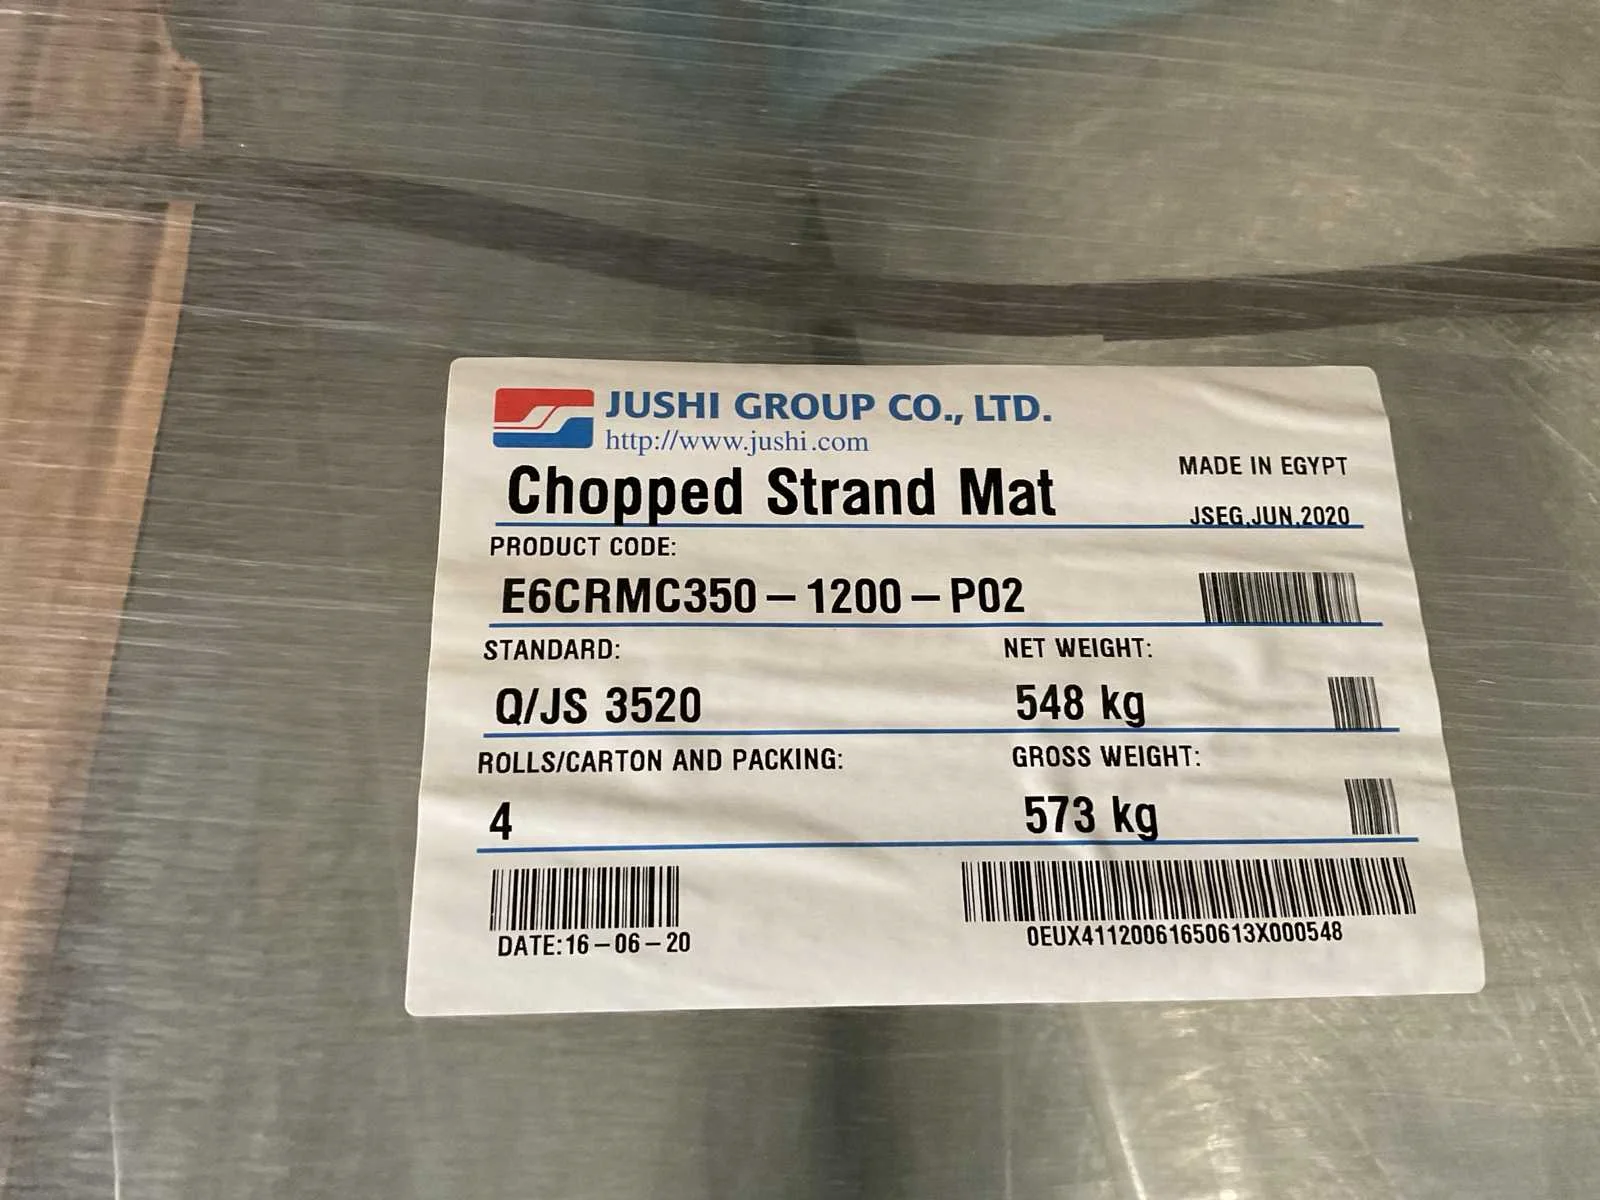 JUSHI GROUP CO., LTD.
http://www.jushi.com
Chopped Strand Mat
MADE IN EGYPT
JSEG,JUN,2020
PRODUCT CODE:
E6CRMC350-1200-P02
STANDARD:
NET WEIGHT:
Q/JS 3520
548 kg
ROLLS/CARTON AND PACKING:
GROSS WEIGHT:
4
573 kg
DATE:16-06-20
0EUX41120061650613X000548